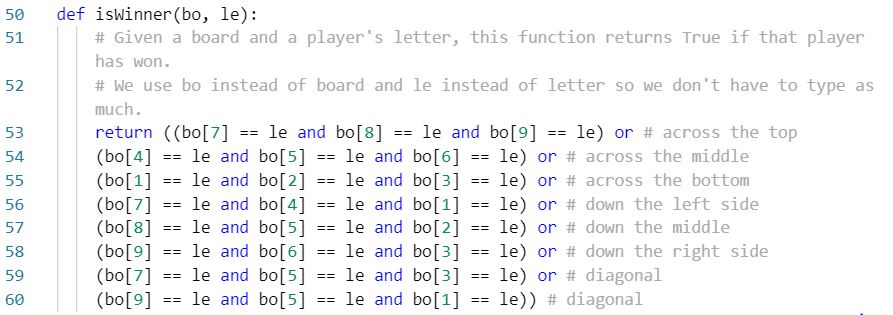 50 def isWinner(bo, le):
51 # Given a board and a player's letter, this function returns True if that player
has won.
52 # We use bo instead of board and le instead of letter so we don't have to type as
much.
53 return ((bo[7] == le and bo[8] == le and bo[9] == le) or # across the top
54 (bo[4] == le and bo[5] == le and bo[6] == le) or # across the middle
55 (bo[1] == le and bo[2] == le and bo[3] == le) or # across the bottom
56 (bo[7] == le and bo[4] == le and bo[1] == le) or # down the left side
57 (bo[8] == le and bo[5] == le and bo[2] == le) or # down the middle
58 (bo[9] == le and bo[6] == le and bo[3] == le) or # down the right side
59 (bo[7] == le and bo[5] == le and bo[3] == le) or # diagonal
60 (bo[9] == le and bo[5] == le and bo[1] == le)) # diagonal